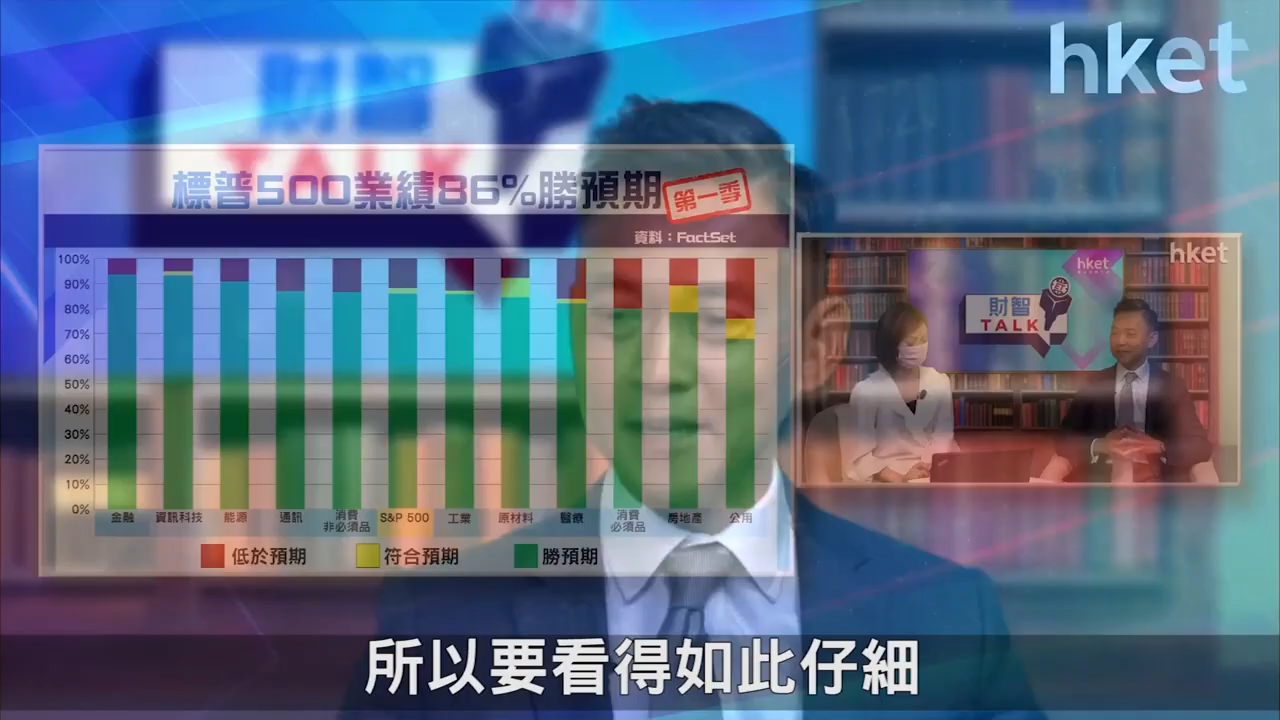 hket
財智
TALK
標普500業績86%勝預期
第一季
資料：FactSet
100%
90%
80%
70%
60%
50%
40%
30%
20%
10%
0%
金融
資訊科技
能源
通訊
消費
非必須品
S&P 500
工業
原材料
醫療
消費
必須品
房地產
公用
低於預期
符合預期
勝預期
hket
hket
財智
TALK
所以要看得如此仔細